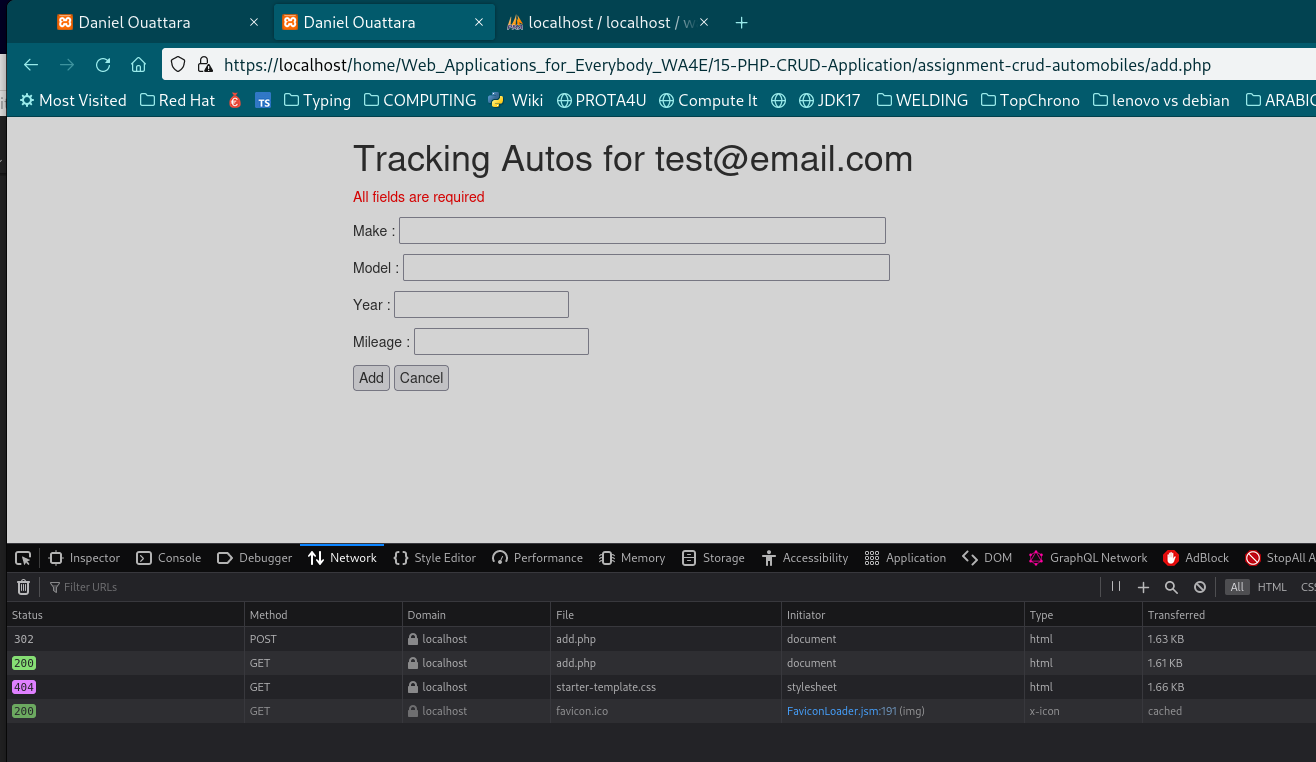 Daniel Ouattara × Daniel Ouattara × localhost / localhost / w × +
https://localhost/home/Web_Applications_for_Everybody_WA4E/15-PHP-CRUD-Application/assignment-crud-automobiles/add.php
Most Visited Red Hat TS Typing COMPUTING Wiki PROTA4U Compute It JDK17 WELDING TopChrono lenovo vs debian ARABIC
Tracking Autos for test@email.com
All fields are required
Make :
Model :
Year :
Mileage :
Add Cancel
Inspector Console Debugger Network Style Editor Performance Memory Storage Accessibility Application DOM GraphQL Network AdBlock StopAll A
Filter URLs All HTML CSS
Status Method Domain File Initiator Type Transferred
302 POST localhost add.php document html 1.63 KB
200 GET localhost add.php document html 1.61 KB
404 GET localhost starter-template.css stylesheet html 1.66 KB
200 GET localhost favicon.ico FaviconLoader.jsm:191 (img) x-icon cached